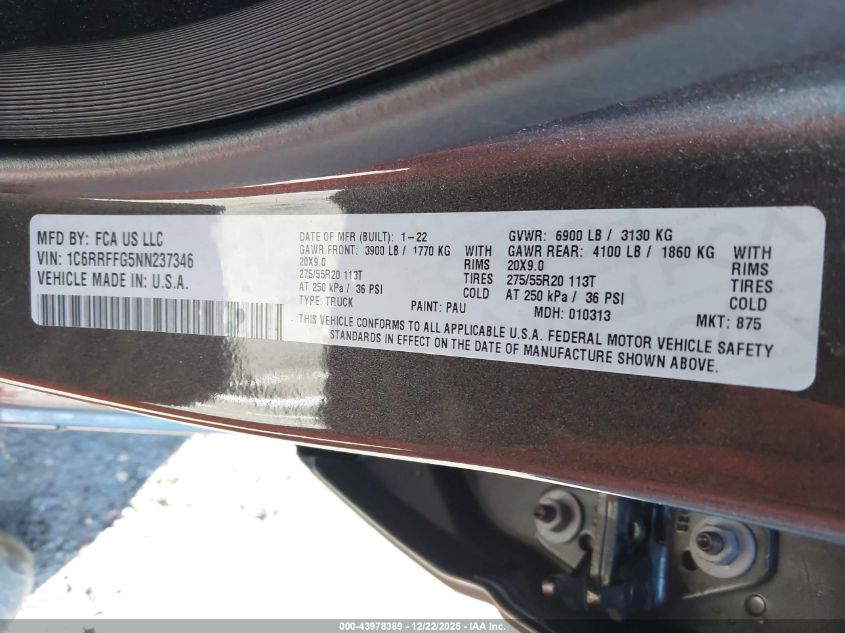 MFD BY: FCA US LLC
VIN: 1C6RRFFG5NN237346
VEHICLE MADE IN: U.S.A.
DATE OF MFR (BUILT): 1-22
GAWR FRONT: 3900 LB / 1770 KG WITH
20X9.0 RIMS
275/55R20 113T TIRES
AT 250 kPa / 36 PSI COLD
TYPE: TRUCK PAINT: PAU
GVWR: 6900 LB / 3130 KG
GAWR REAR: 4100 LB / 1860 KG WITH
20X9.0 RIMS
275/55R20 113T TIRES
AT 250 kPa / 36 PSI COLD
MDH: 010313 MKT: 875
THIS VEHICLE CONFORMS TO ALL APPLICABLE U.S.A. FEDERAL MOTOR VEHICLE SAFETY
STANDARDS IN EFFECT ON THE DATE OF MANUFACTURE SHOWN ABOVE.
000-43978389 - 12/22/2025 - IAA Inc.